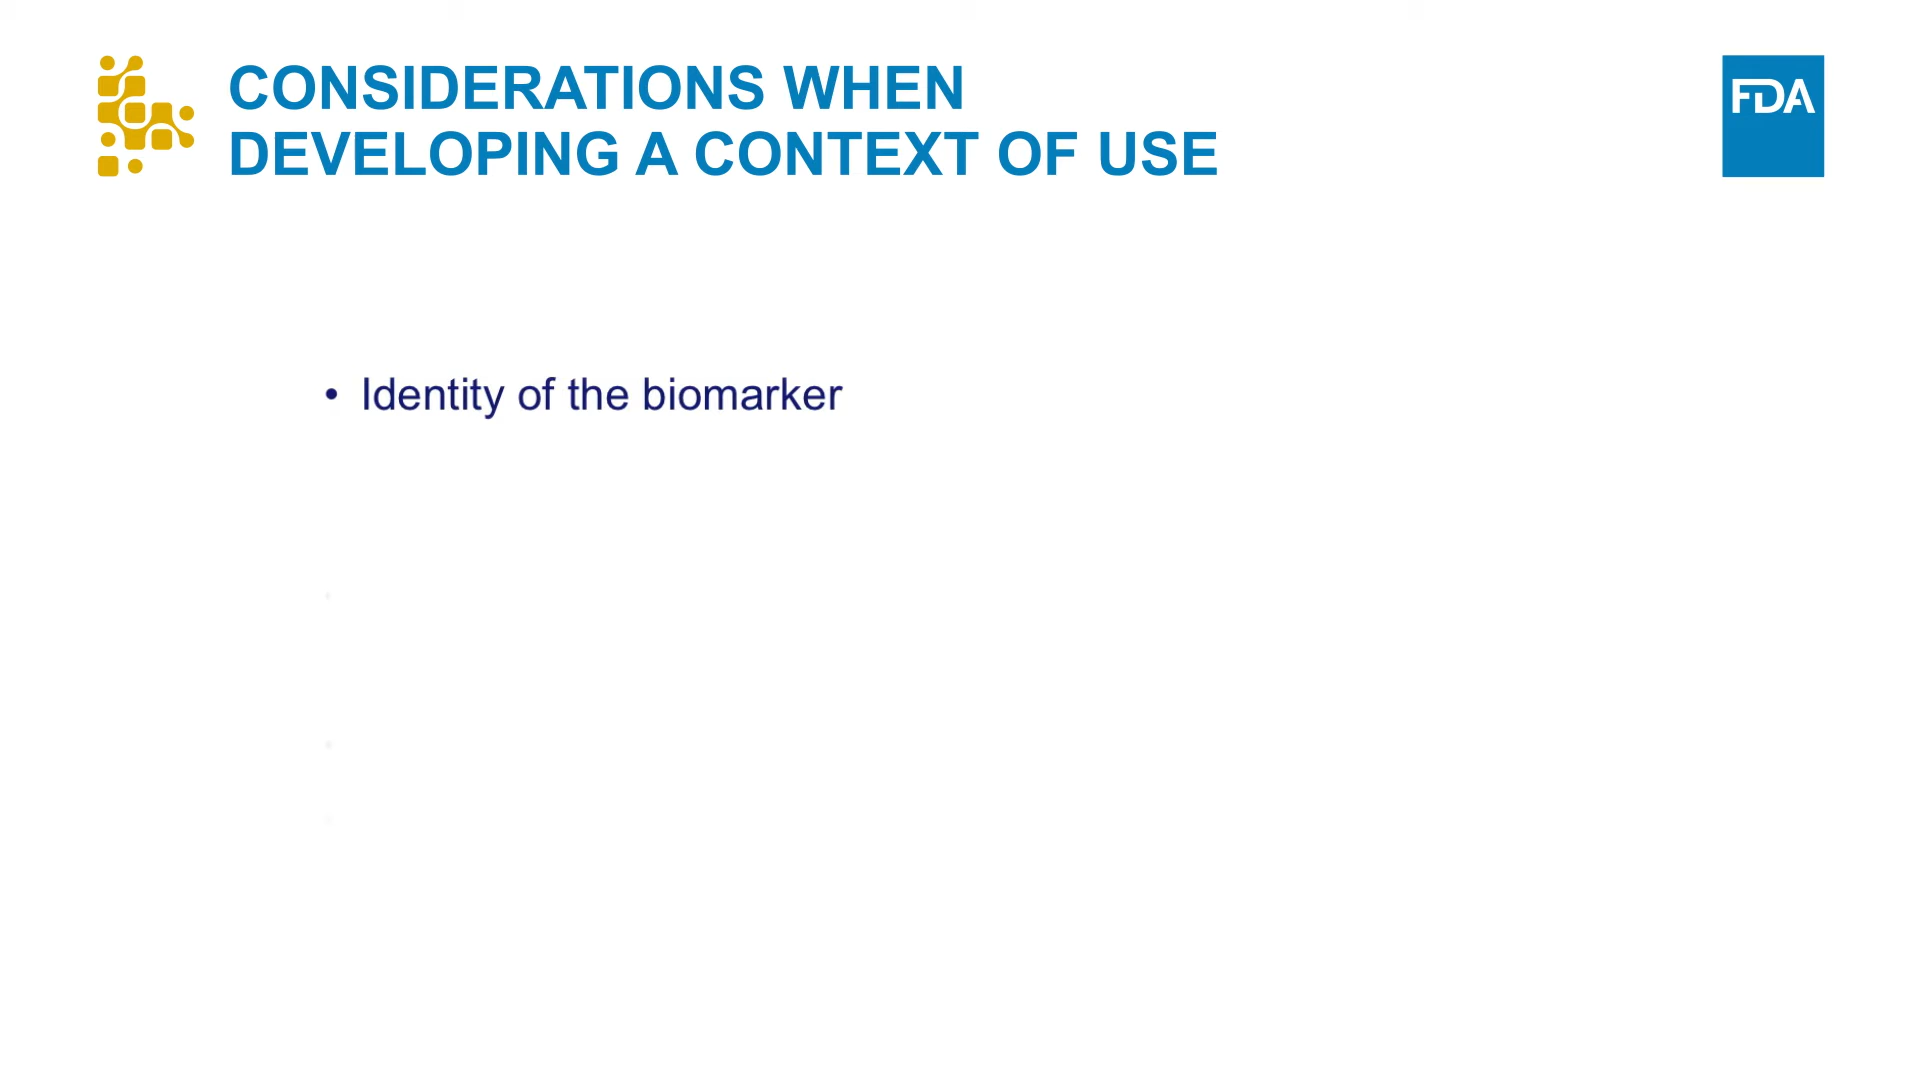 CONSIDERATIONS WHEN
DEVELOPING A CONTEXT OF USE
FDA
• Identity of the biomarker